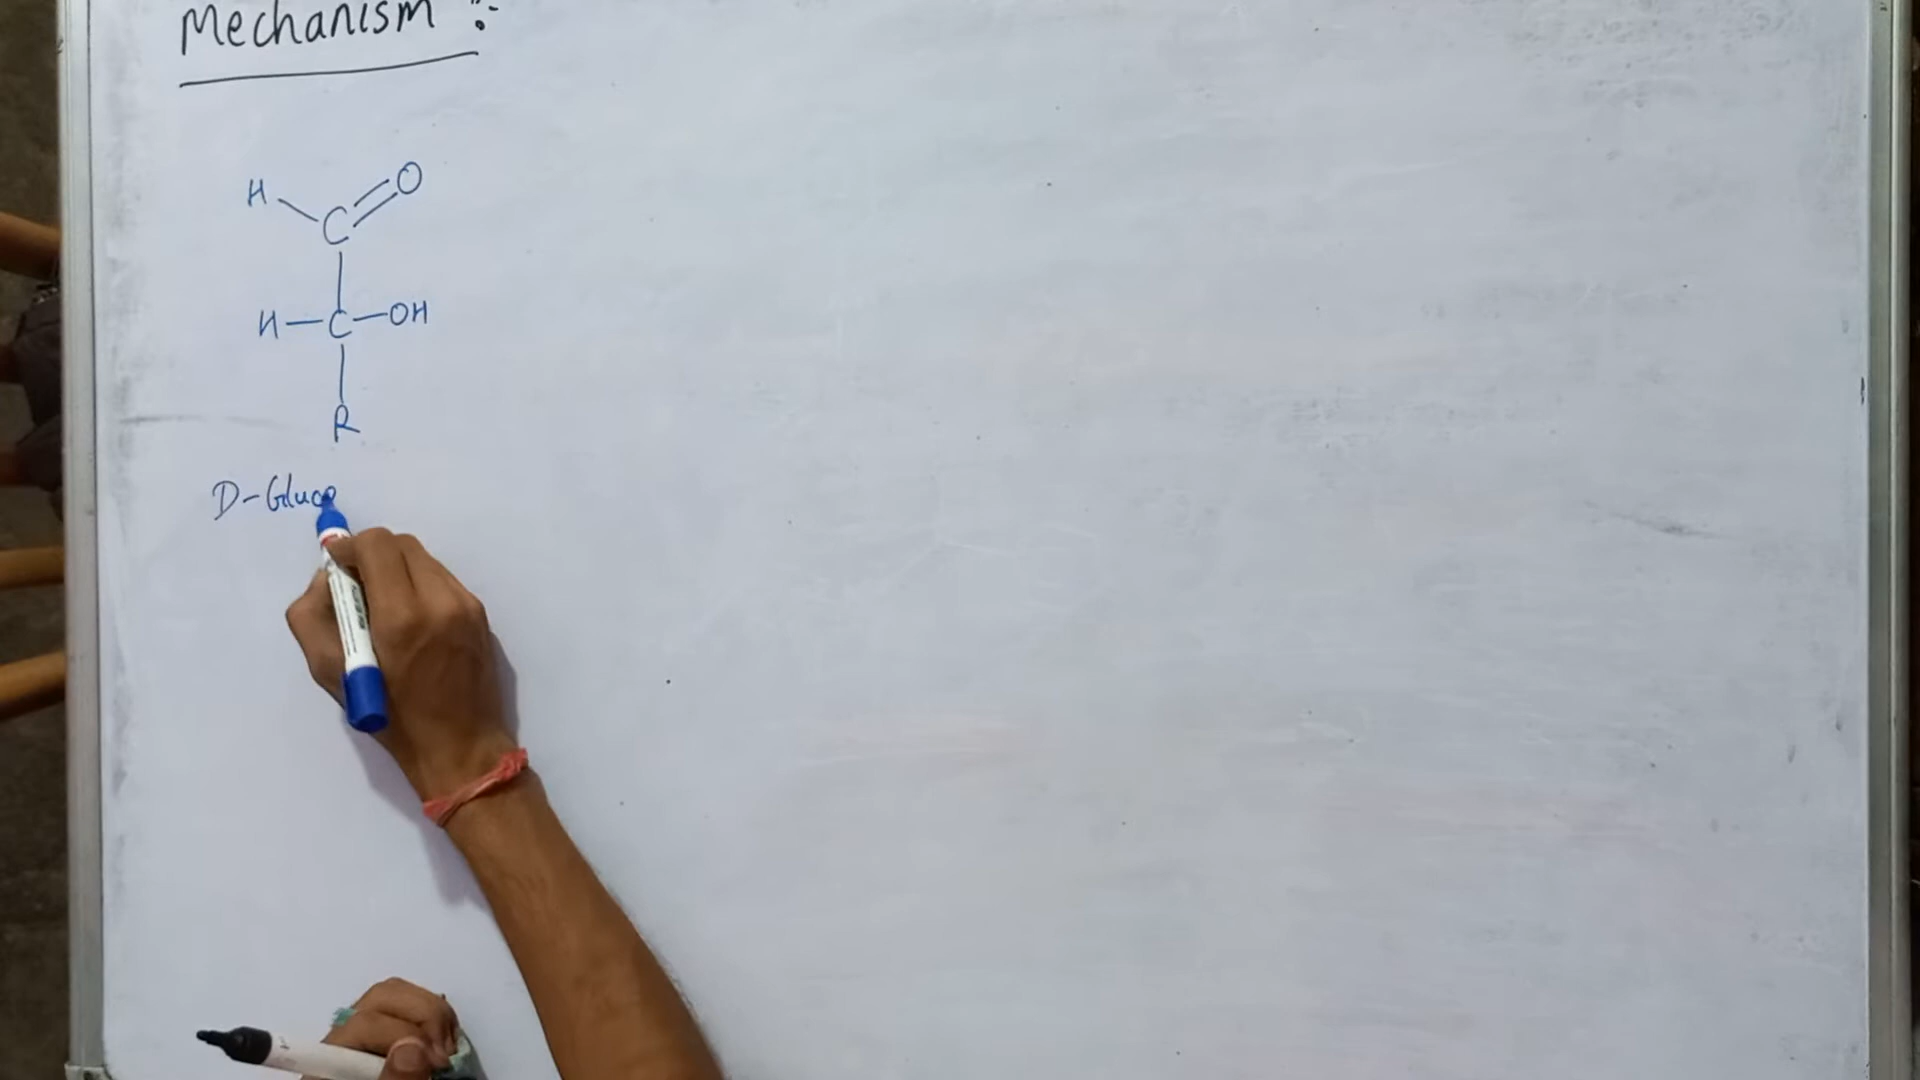 Mechanism :-
H
C=O
H-C-OH
R
D-Gluco